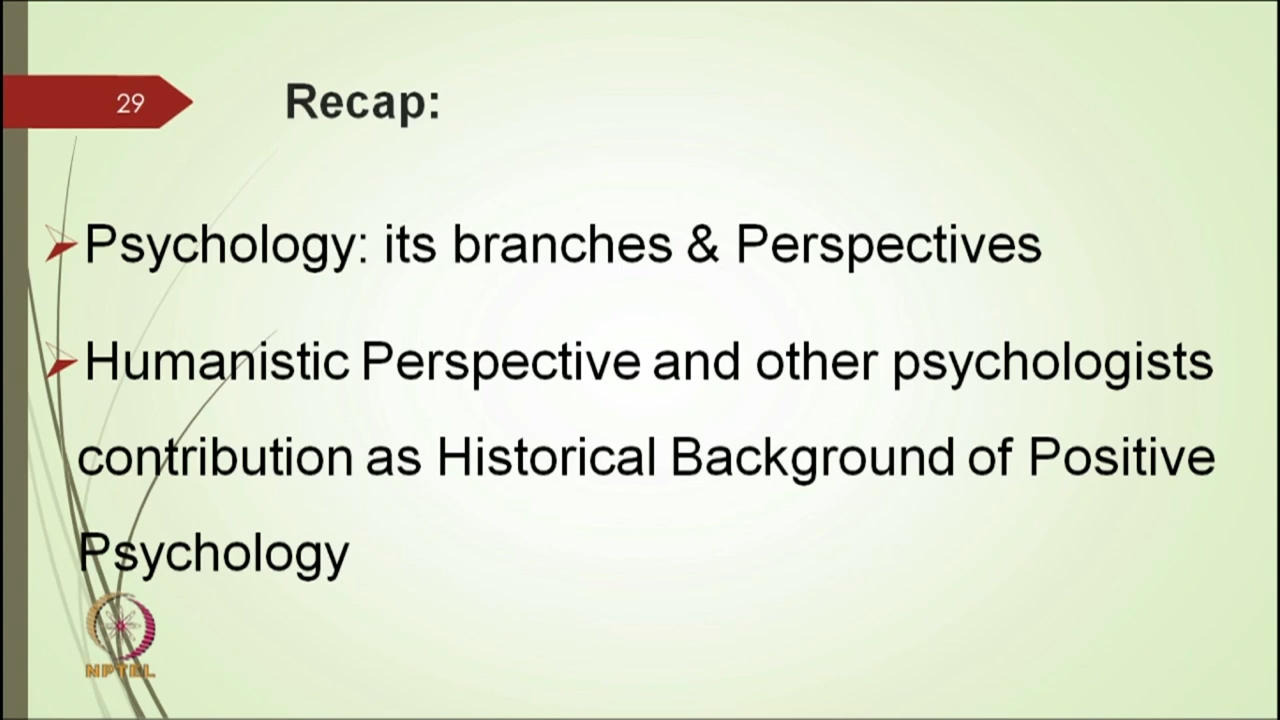 29
Recap:
Psychology: its branches & Perspectives
Humanistic Perspective and other psychologists
contribution as Historical Background of Positive
Psychology
NPTEL